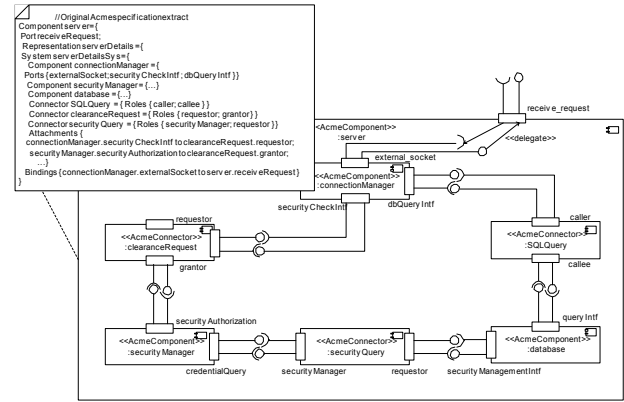 //Original Acme specification extract
Component server={
Port receiveRequest;
Representation serverDetails={
System serverDetailsSys={
Component connectionManager={
Ports{externalSocket;securityCheckIntf;dbQueryIntf}}
Component securityManager={...}
Component database={...}
Connector SQLQuery={Roles{caller;callee}}
Connector clearanceRequest={Roles{requestor;grantor}}
Connector securityQuery={Roles{securityManager;requestor}}
Attachments{
connectionManager.securityCheckIntf to clearanceRequest.requestor;
securityManager.securityAuthorization to clearanceRequest.grantor;
...}
Bindings{connectionManager.externalSocket to server.receiveRequest}
}
receive_request
<AcmeComponent>>
:server
<<delegate>>
external_socket
<AcmeComponent>>
:connectionManager
securityCheckIntf
dbQueryIntf
requestor
caller
<<AcmeConnector>>
:clearanceRequest
<<AcmeConnector>>
:SQLQuery
grantor
callee
securityAuthorization
queryIntf
<<AcmeComponent>>
:securityManager
<<AcmeConnector>>
:securityQuery
<<AcmeComponent>>
:database
credentialQuery
securityManager
requestor
securityManagementIntf